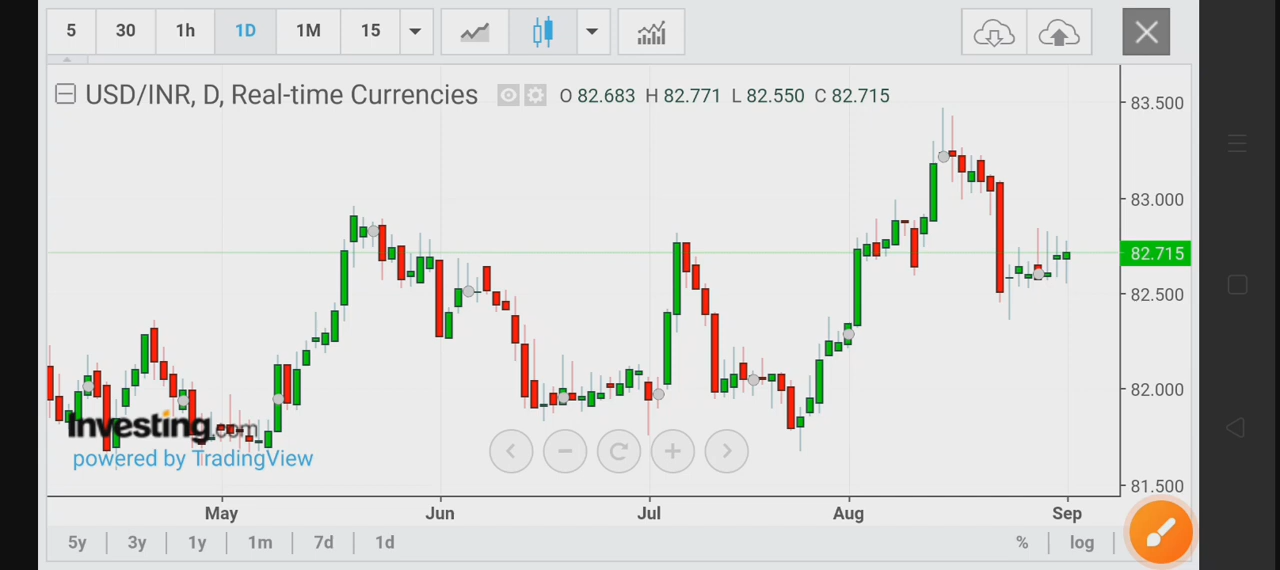 5 30 1h 1D 1M 15
USD/INR, D, Real-time Currencies O 82.683 H 82.771 L 82.550 C 82.715
83.500
83.000
82.715
82.500
82.000
81.500
Investing.com
powered by TradingView
May Jun Jul Aug Sep
5y 3y 1y 1m 7d 1d % log